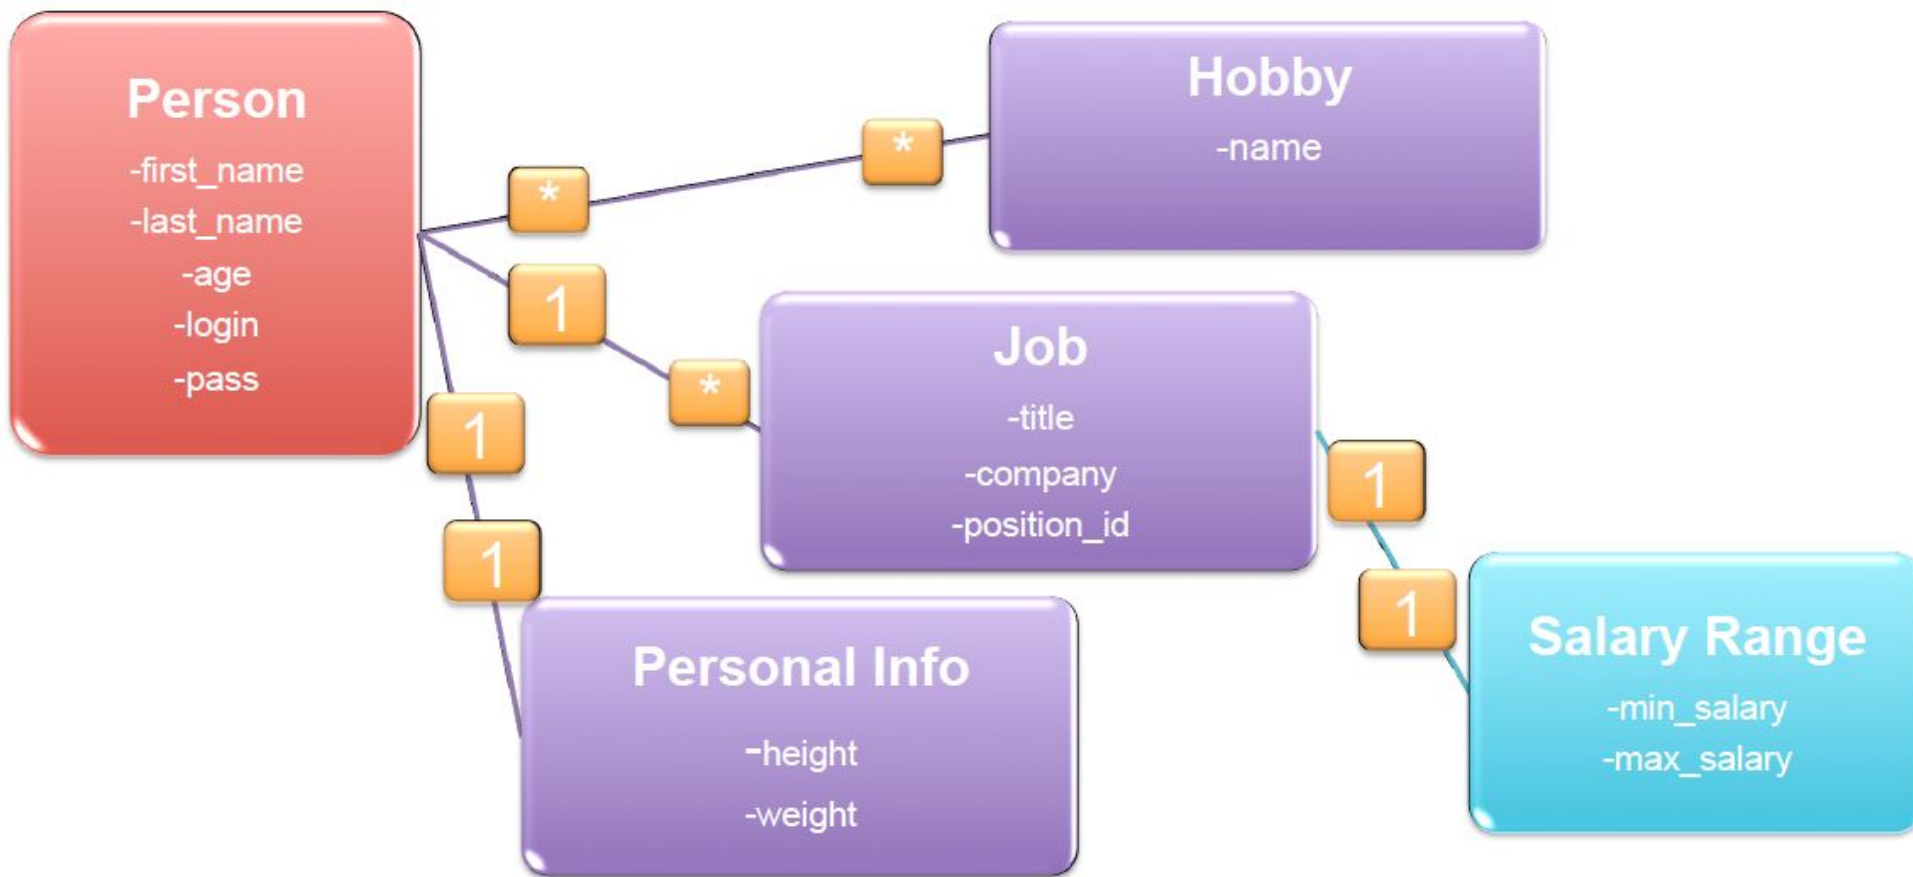 Person
-first_name
-last_name
-age
-login
-pass
*
*
Hobby
-name
1
*
Job
-title
-company
-position_id
1
1
Personal Info
-height
-weight
1
1
Salary Range
-min_salary
-max_salary